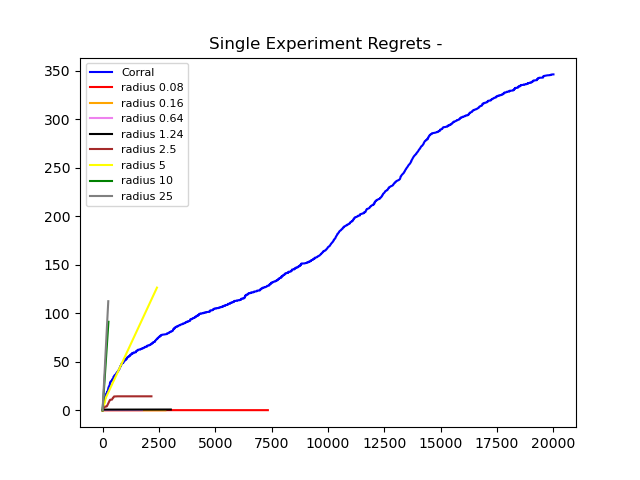 Single Experiment Regrets -
350
300
250
200
150
100
50
0
Corral
radius 0.08
radius 0.16
radius 0.64
radius 1.24
radius 2.5
radius 5
radius 10
radius 25
0 2500 5000 7500 10000 12500 15000 17500 20000